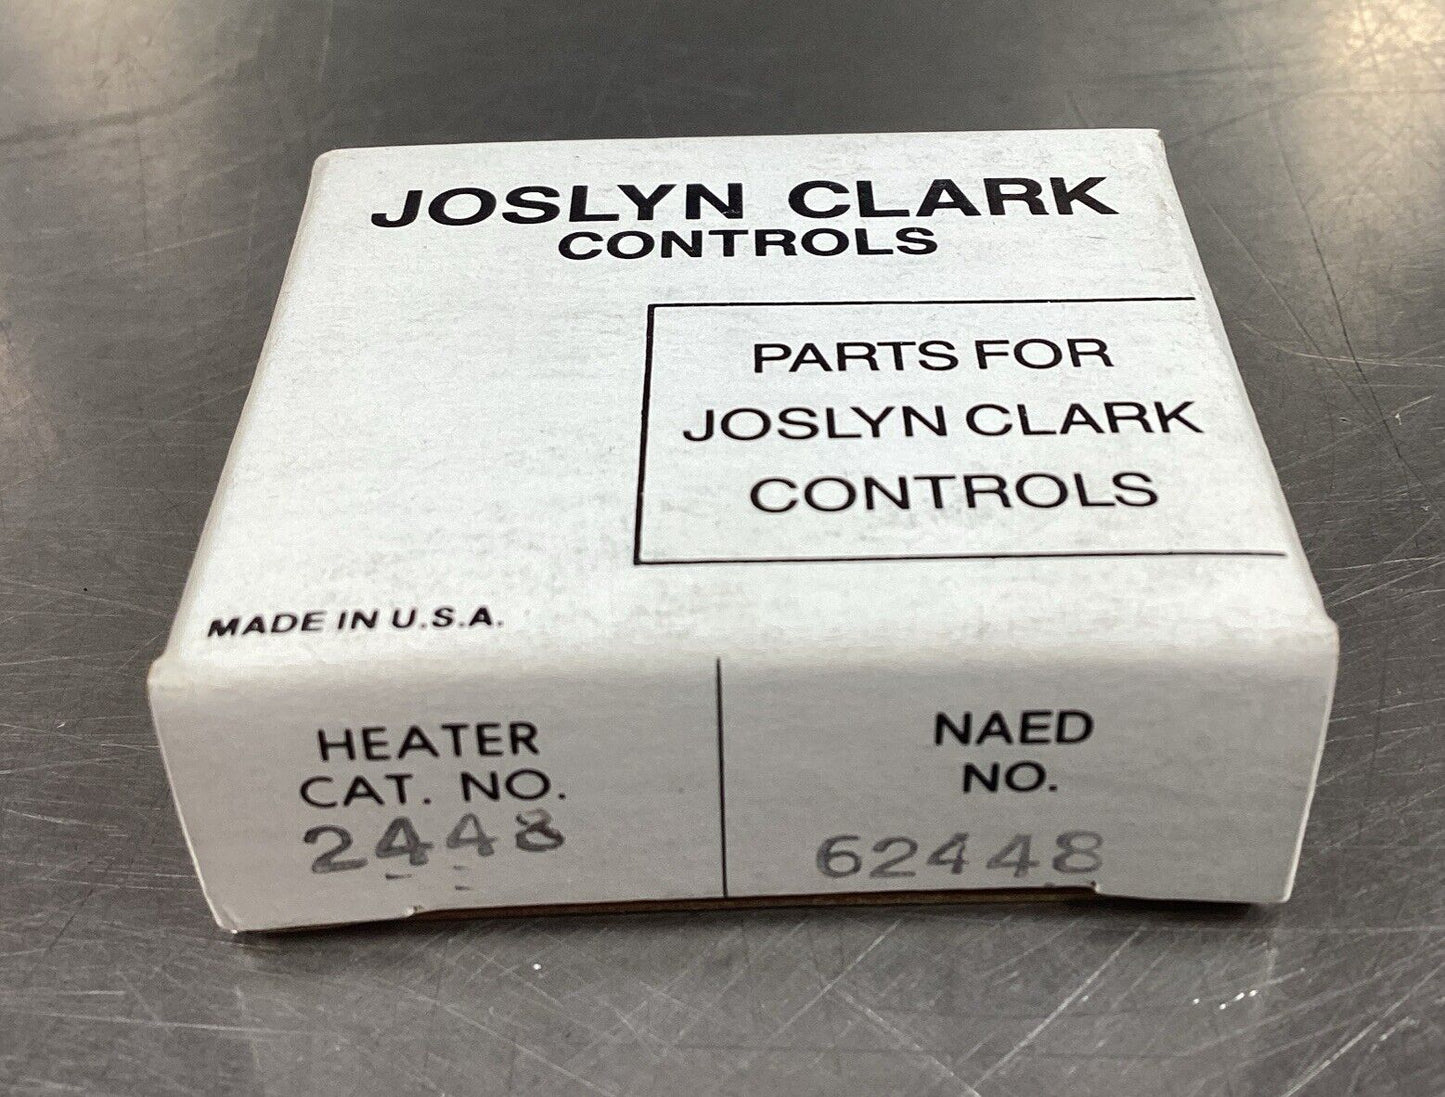 JOSLYN CLARK
CONTROLS
PARTS FOR
JOSLYN CLARK
CONTROLS
MADE IN U.S.A.
HEATER
CAT. NO.
2448
NAED
NO.
62448